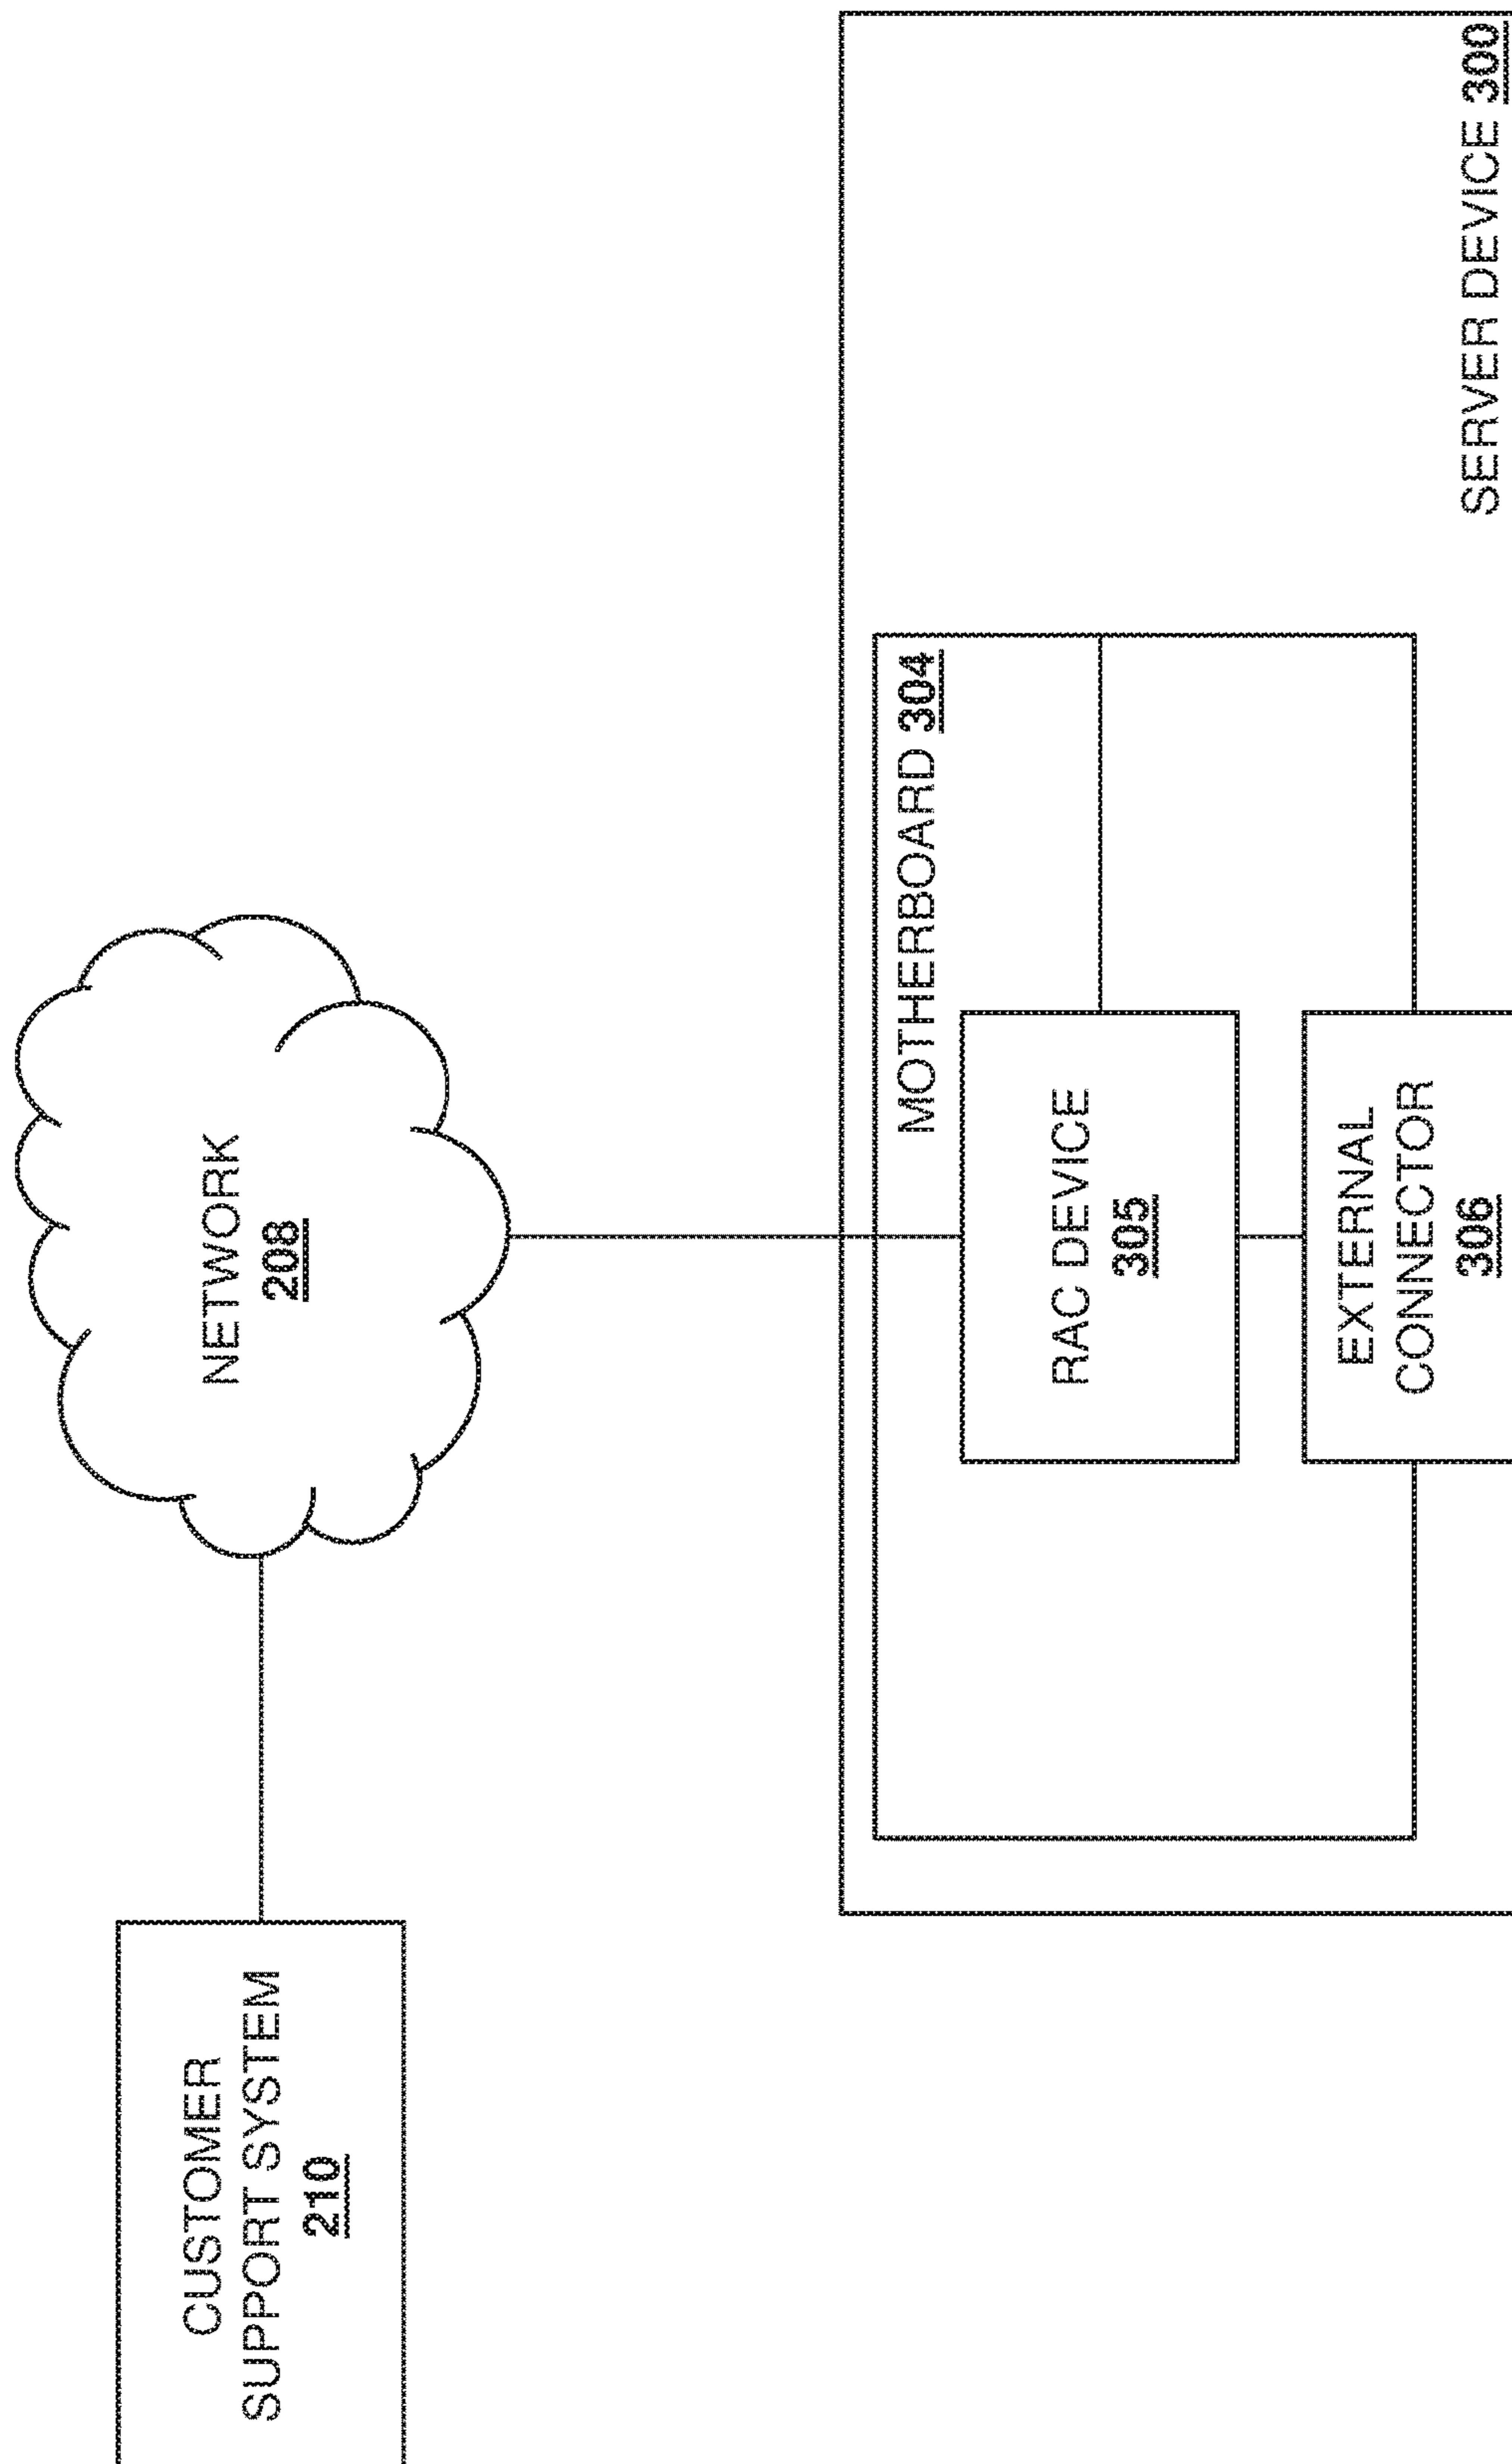 CUSTOMER
SUPPORT SYSTEM
210
NETWORK
208
MOTHERBOARD 304
RAC DEVICE
305
EXTERNAL
CONNECTOR
306
SERVER DEVICE 300